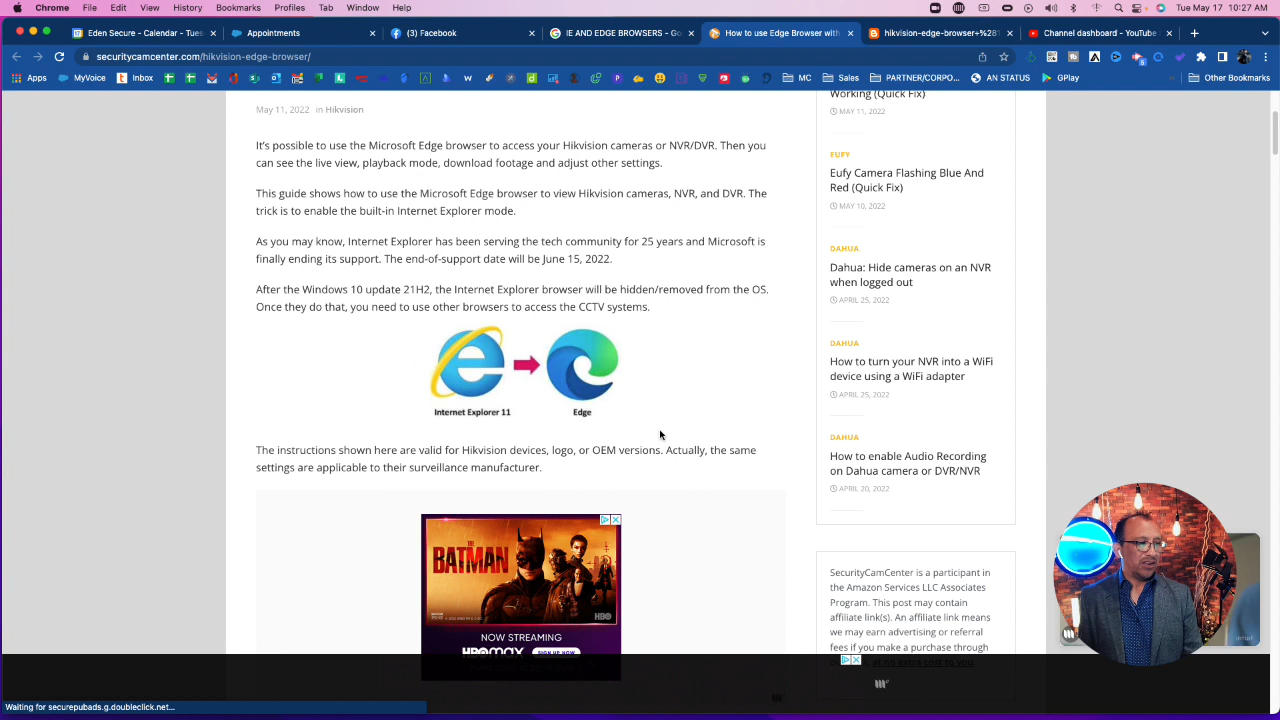 Chrome File Edit View History Bookmarks Profiles Tab Window Help Tue May 17 10:27 AM
Eden Secure - Calendar - Tues Appointments (3) Facebook IE AND EDGE BROWSERS - Go How to use Edge Browser with hikvision-edge-browser÷%281 Channel dashboard - YouTube
securitycamcenter.com/hikvision-edge-browser/
Apps MyVoice Inbox MC Sales PARTNER/CORPO... AN STATUS GPlay Other Bookmarks
May 11, 2022 in Hikvision
It's possible to use the Microsoft Edge browser to access your Hikvision cameras or NVR/DVR. Then you
can see the live view, playback mode, download footage and adjust other settings.
This guide shows how to use the Microsoft Edge browser to view Hikvision cameras, NVR, and DVR. The
trick is to enable the built-in Internet Explorer mode.
As you may know, Internet Explorer has been serving the tech community for 25 years and Microsoft is
finally ending its support. The end-of-support date will be June 15, 2022.
After the Windows 10 update 21H2, the Internet Explorer browser will be hidden/removed from the OS.
Once they do that, you need to use other browsers to access the CCTV systems.
Internet Explorer 11 Edge
The instructions shown here are valid for Hikvision devices, logo, or OEM versions. Actually, the same
settings are applicable to their surveillance manufacturer.
THE
BATMAN
HBO
NOW STREAMING
HBOMAX SIGN UP NOW
Working (Quick Fix)
MAY 11, 2022
EUFY
Eufy Camera Flashing Blue And
Red (Quick Fix)
MAY 10, 2022
DAHUA
Dahua: Hide cameras on an NVR
when logged out
APRIL 25, 2022
DAHUA
How to turn your NVR into a WiFi
device using a WiFi adapter
APRIL 25, 2022
DAHUA
How to enable Audio Recording
on Dahua camera or DVR/NVR
APRIL 20, 2022
SecurityCamCenter is a participant in
the Amazon Services LLC Associates
Program. This post may contain
affiliate link(s). An affiliate link means
we may earn advertising or referral
fees if you make a purchase through
at no extra cost to you
Waiting for securepubads.g.doubleclick.net...